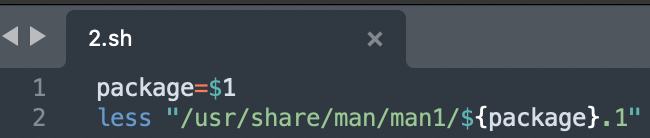 2.sh
1 package=$1
2 less "/usr/share/man/man1/${package}.1"